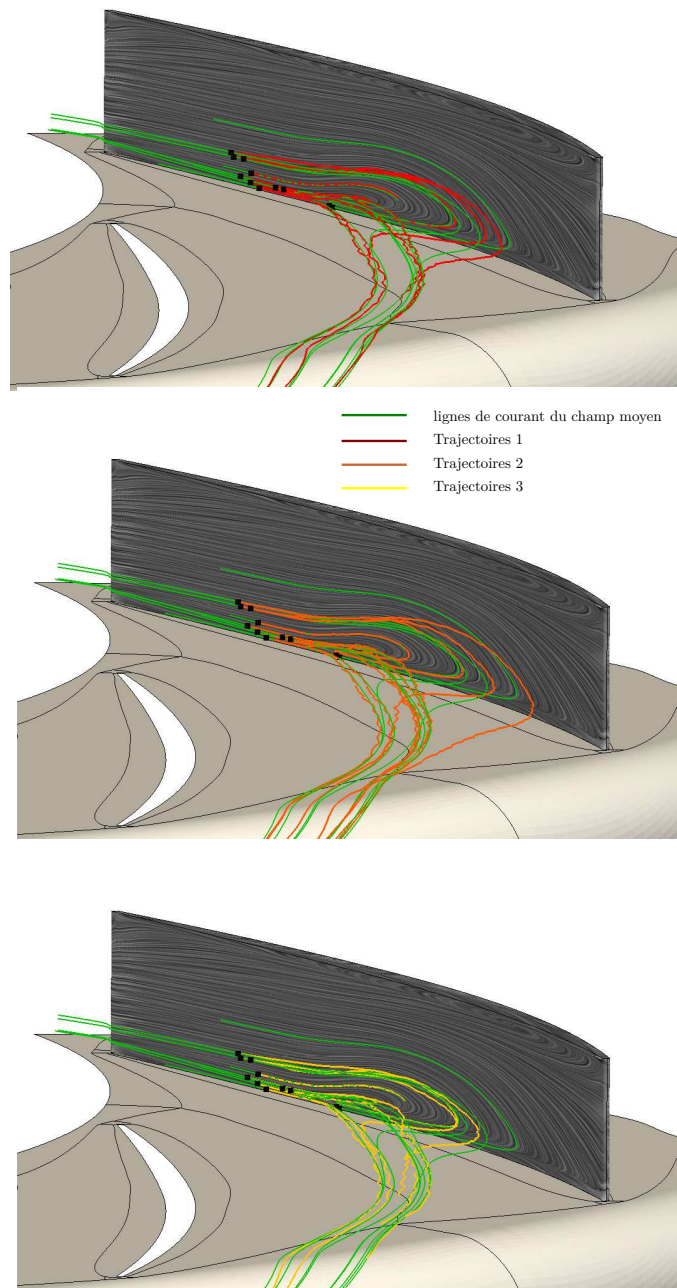 lignes de courant du champ moyen
Trajectoires 1
Trajectoires 2
Trajectoires 3